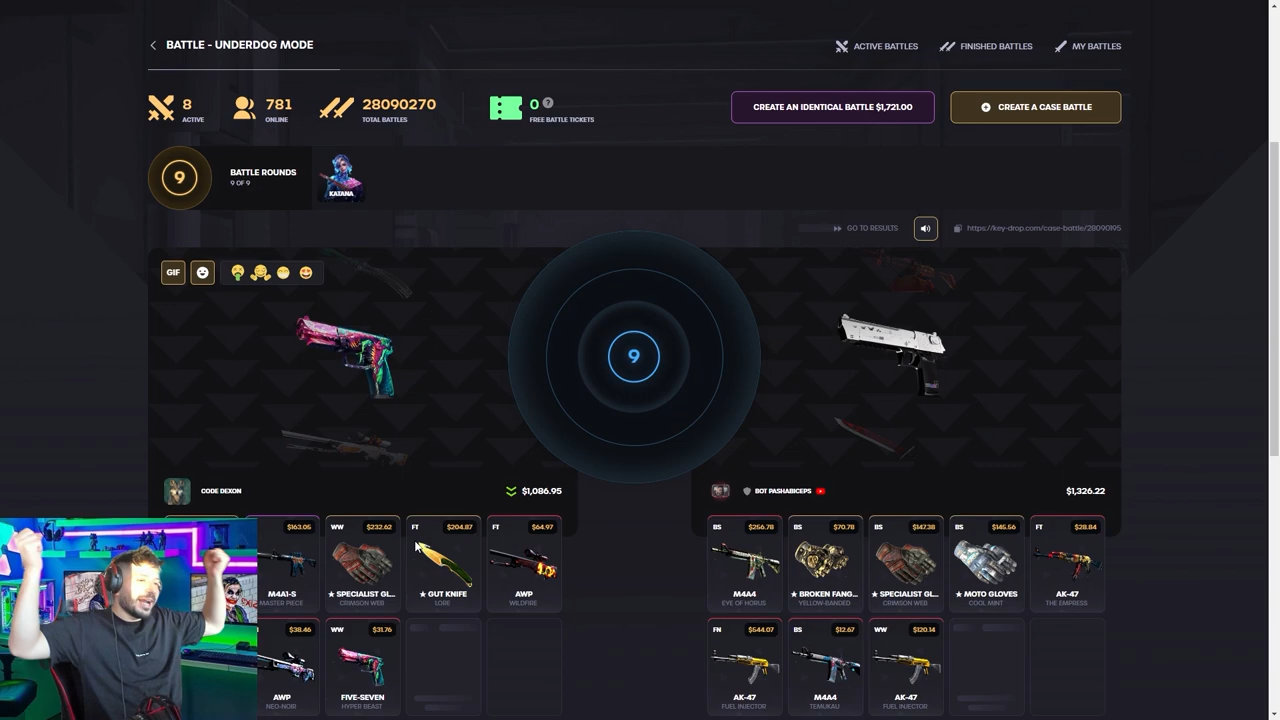 BATTLE - UNDERDOG MODE
ACTIVE BATTLES
FINISHED BATTLES
MY BATTLES
8
ACTIVE
781
ONLINE
28090270
TOTAL BATTLES
0 ?
FREE BATTLE TICKETS
CREATE AN IDENTICAL BATTLE $1,721.00
CREATE A CASE BATTLE
9
BATTLE ROUNDS
9 OF 9
KATANA
GO TO RESULTS
https://key-drop.com/case-battle/28090195
GIF
9
CODE DEXON
$1,086.95
BOT PASHABICEPS
$1,326.22
$163.05
M4A1-S
MASTER PIECE
WW
$232.62
★ SPECIALIST GL...
CRIMSON WEB
FT
$204.87
★ GUT KNIFE
LORE
FT
$64.97
AWP
WILDFIRE
BS
$256.78
M4A4
EYE OF HORUS
BS
$70.78
★ BROKEN FANG...
YELLOW-BANDED
BS
$147.38
★ SPECIALIST GL...
CRIMSON WEB
BS
$145.56
★ MOTO GLOVES
COOL MINT
FT
$28.84
AK-47
THE EMPRESS
$38.46
AWP
NEO-NOIR
WW
$31.76
FIVE-SEVEN
HYPER BEAST
FN
$544.07
AK-47
FUEL INJECTOR
BS
$12.67
M4A4
TEMUKAU
WW
$120.14
AK-47
FUEL INJECTOR